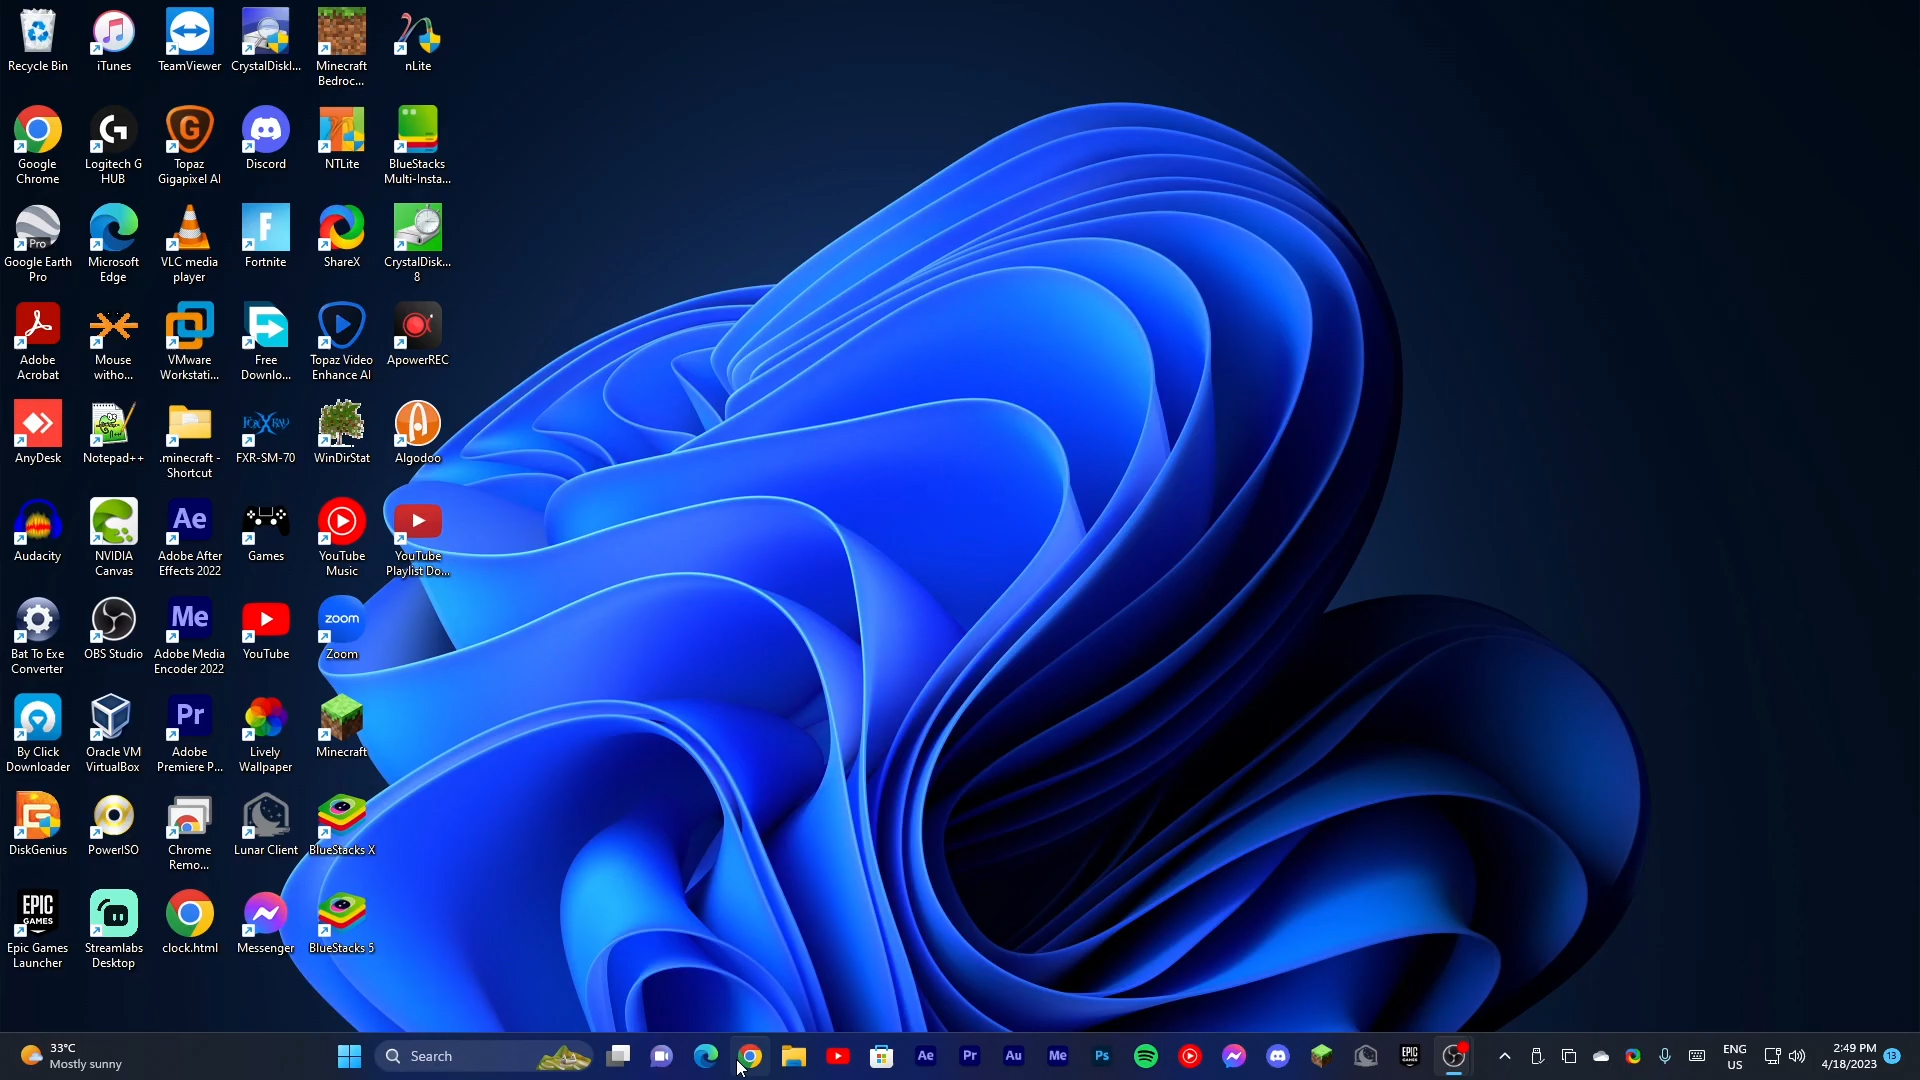 Recycle Bin
iTunes
TeamViewer
CrystalDiskI...
Minecraft
Bedroc...
nLite
Google
Chrome
Logitech G
HUB
Topaz
Gigapixel AI
Discord
NTLite
BlueStacks
Multi-Insta...
Pro
Google Earth
Pro
Microsoft
Edge
VLC media
player
Fortnite
ShareX
CrystalDisk...
8
Adobe
Acrobat
Mouse
witho...
VMware
Workstati...
Free
Downlo...
Topaz Video
Enhance AI
ApowerREC
AnyDesk
Notepad++
.minecraft -
Shortcut
FOXXRAY
FXR-SM-70
WinDirStat
Algodoo
Audacity
NVIDIA
Canvas
Ae
Adobe After
Effects 2022
Games
YouTube
Music
YouTube
Playlist Do...
Bat To Exe
Converter
OBS Studio
Me
Adobe Media
Encoder 2022
YouTube
zoom
Zoom
By Click
Downloader
Oracle VM
VirtualBox
Pr
Adobe
Premiere P...
Lively
Wallpaper
Minecraft
DiskGenius
PowerISO
Chrome
Remo...
Lunar Client
BlueStacks X
EPIC
GAMES
Epic Games
Launcher
Streamlabs
Desktop
clock.html
Messenger
BlueStacks 5
33°C
Mostly sunny
Search
Ae
Pr
Au
Me
Ps
EPIC
ENG
US
2:49 PM
4/18/2023
13